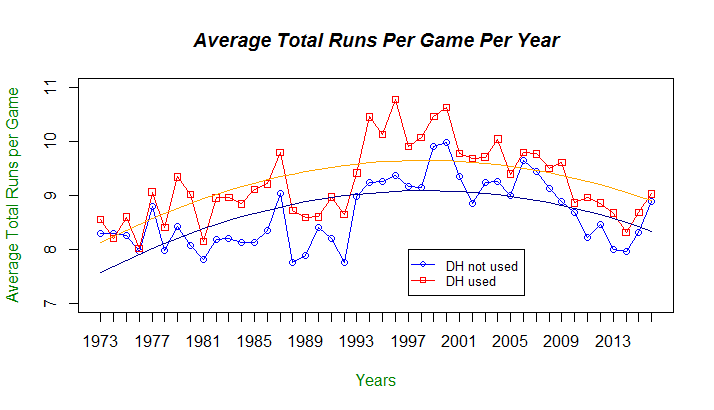 Average Total Runs Per Game Per Year
Average Total Runs per Game
11
10
9
8
7
DH not used
DH used
1973 1977 1981 1985 1989 1993 1997 2001 2005 2009 2013
Years